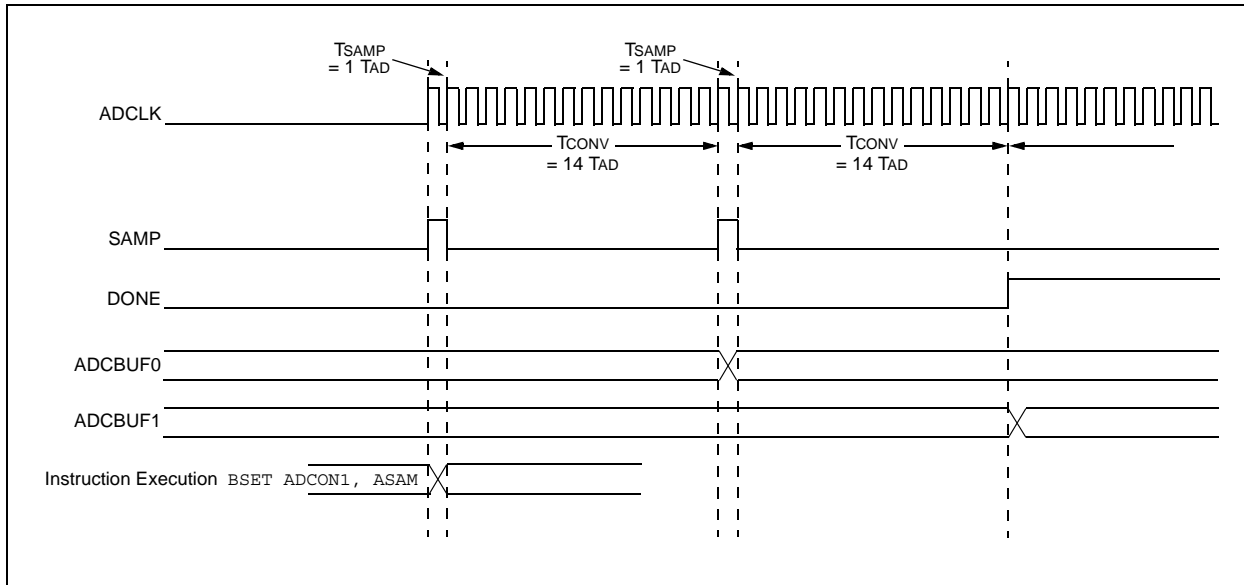 TSAMP
= 1 TAD
TSAMP
= 1 TAD
ADCLK
TCONV
= 14 TAD
TCONV
= 14 TAD
SAMP
DONE
ADCBUF0
ADCBUF1
Instruction Execution BSET ADCON1, ASAM